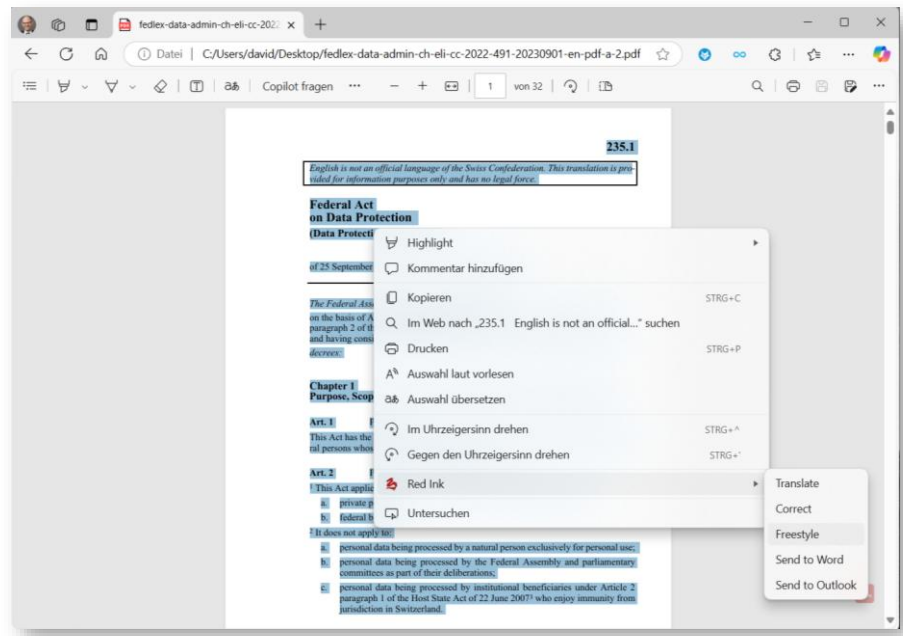 fedlex-data-admin-ch-eli-cc-2022
Datei | C:/Users/david/Desktop/fedlex-data-admin-ch-eli-cc-2022-491-20230901-en-pdf-a-2.pdf
Copilot fragen
1 von 32
235.1
English is not an official language of the Swiss Confederation. This translation is pro-
vided for information purposes only and has no legal force.
Federal Act
on Data Protection
(Data Protecti
of 25 September
The Federal Ass
on the basis of A
paragraph 2 of th
and having consi
decrees:
Chapter 1
Purpose, Scop
Art. 1
This Act has the
ral persons whos
Art. 2
1 This Act applie
a. private p
b. federal b
2 It does not apply to:
a. personal data being processed by a natural person exclusively for personal use;
b. personal data being processed by the Federal Assembly and parliamentary
committees as part of their deliberations;
c. personal data being processed by institutional beneficiaries under Article 2
paragraph 1 of the Host State Act of 22 June 2007³ who enjoy immunity from
jurisdiction in Switzerland.
Highlight
Kommentar hinzufügen
Kopieren STRG+C
Im Web nach „235.1 English is not an official...“ suchen
Drucken STRG+P
Auswahl laut vorlesen
Auswahl übersetzen
Im Uhrzeigersinn drehen STRG+^
Gegen den Uhrzeigersinn drehen STRG+'
Red Ink
Untersuchen
Translate
Correct
Freestyle
Send to Word
Send to Outlook